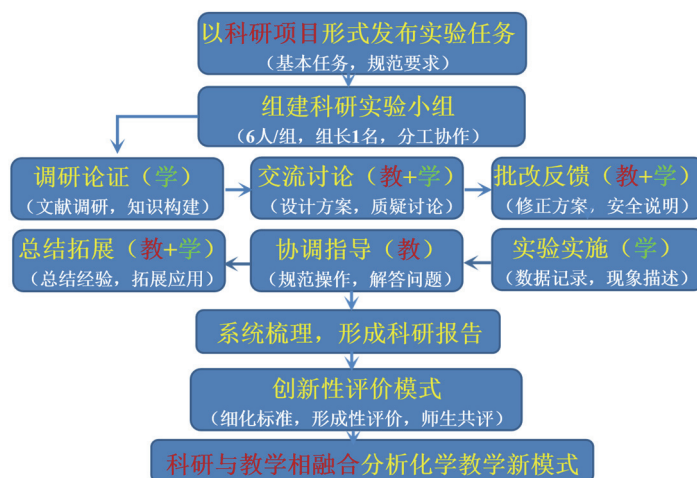 以科研项目形式发布实验任务
（基本任务，规范要求）
组建科研实验小组
（6人/组，组长1名，分工协作）
调研论证（学）
（文献调研，知识构建）
交流讨论（教+学）
（设计方案，质疑讨论）
批改反馈（教+学）
（修正方案，安全说明）
总结拓展（教+学）
（总结经验，拓展应用）
协调指导（教）
（规范操作，解答问题）
实验实施（学）
（数据记录，现象描述）
系统梳理，形成科研报告
创新性评价模式
（细化标准，形成性评价，师生共评）
科研与教学相融合分析化学教学新模式